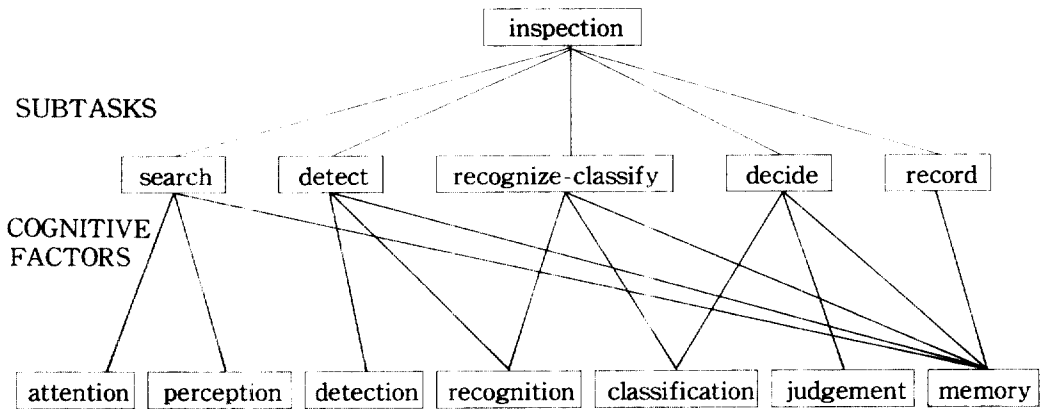 inspection
SUBTASKS
search
detect
recognize-classify
decide
record
COGNITIVE
FACTORS
attention
perception
detection
recognition
classification
judgement
memory